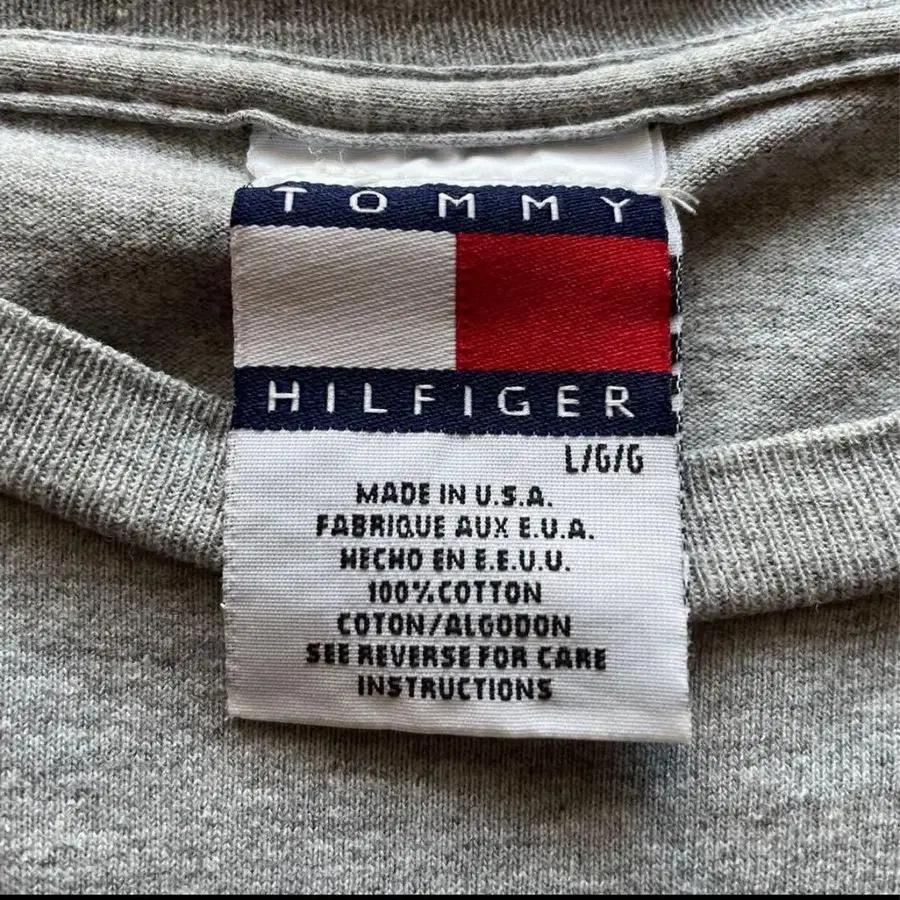 TOMMY
HILFIGER
L/G/G
MADE IN U.S.A.
FABRIQUE AUX E.U.A.
HECHO EN E.E.U.U.
100% COTTON
COTON/ALGODON
SEE REVERSE FOR CARE
INSTRUCTIONS